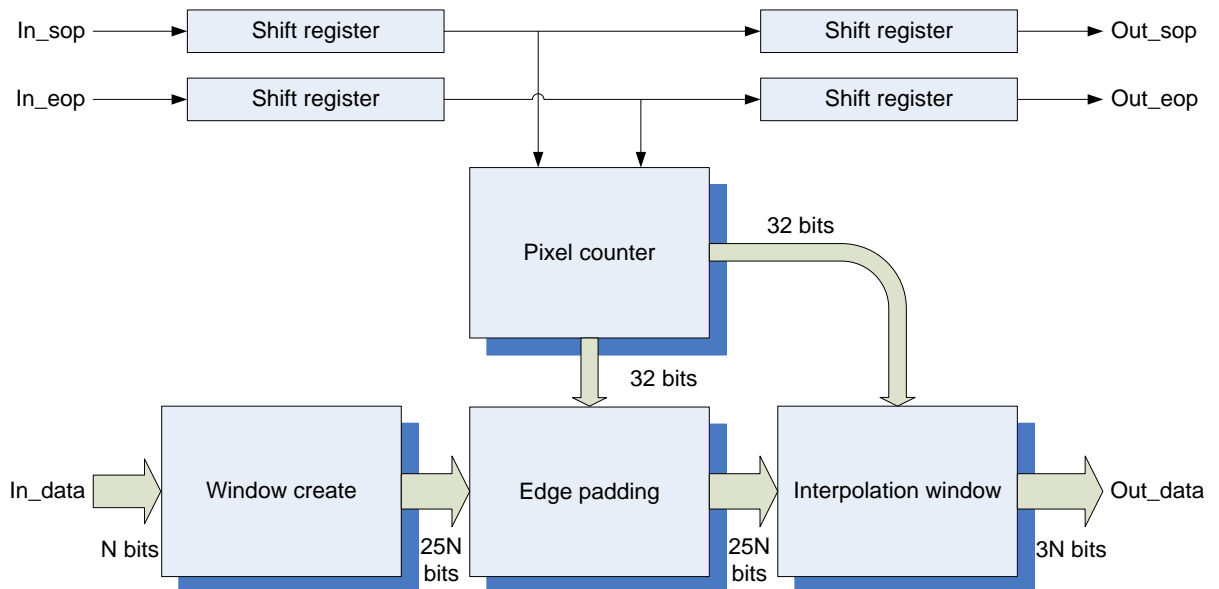 In_sop
Shift register
Shift register
Out_sop
In_eop
Shift register
Shift register
Out_eop
Pixel counter
32 bits
32 bits
In_data
N bits
Window create
25N
bits
Edge padding
25N
bits
Interpolation window
3N bits
Out_data